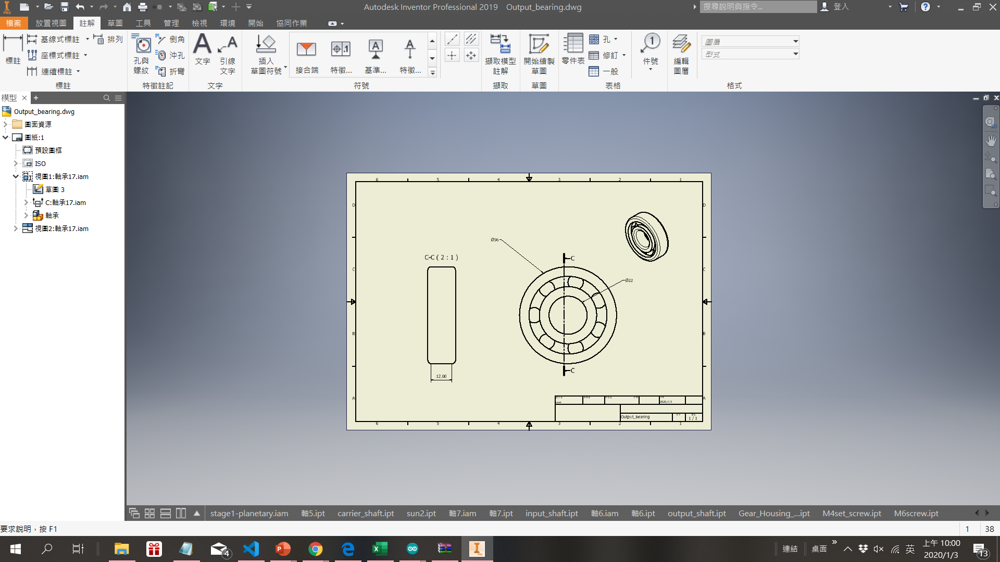 Autodesk Inventor Professional 2019 Output_bearing.dwg
搜尋說明與指令...
登入
檔案 放置視圖 註解 草圖 工具 管理 檢視 環境 開始 協同作業
標註
基線式標註
座標式標註
連續標註
排列
標註
孔與
螺紋
倒角
沖孔
折彎
特徵註記
文字
引線
文字
文字
插入
草圖符號
接合端
特徵...
基準...
特徵...
符號
擷取模型
註解
擷取
開始繪製
草圖
草圖
零件表
孔
修訂
一般
表格
件號
編輯
圖層
圖層
型式
格式
模型
Output_bearing.dwg
圖面資源
圖紙:1
預設圖框
ISO
視圖1:軸承17.iam
草圖 3
C:軸承17.iam
軸承
視圖2:軸承17.iam
6 5 4 3 2 1
D
C
B
A
D
C
B
A
Ø56
C-C ( 2 : 1 )
C
Ø22
C
12,00
user
2020/1/3
Output_bearing
1 / 1
6 5 4 3 2 1
stage1-planetary.iam 軸5.ipt carrier_shaft.ipt sun2.ipt 軸7.iam 軸7.ipt input_shaft.ipt 軸6.iam 軸6.ipt output_shaft.ipt Gear_Housing_...ipt M4set_screw.ipt M6screw.ipt
要求說明，按 F1
1 38
4
連結 桌面
英
上午 10:00
2020/1/3
13